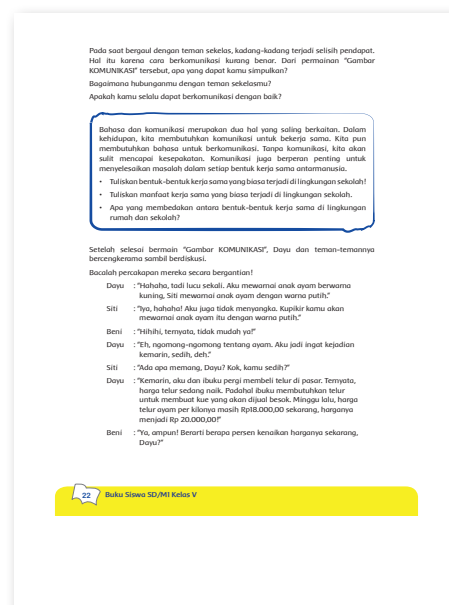 Pada saat bergaul dengan teman sekelas, kadang-kadang terjadi selisih pendapat.
Hal itu karena cara berkomunikasi kurang benar. Dari permainan “Gambar
KOMUNIKASI” tersebut, apa yang dapat kamu simpulkan?
Bagaimana hubunganmu dengan teman sekelasmu?
Apakah kamu selalu dapat berkomunikasi dengan baik?
Bahasa dan komunikasi merupakan dua hal yang saling berkaitan. Dalam
kehidupan, kita membutuhkan komunikasi untuk bekerja sama. Kita pun
membutuhkan bahasa untuk berkomunikasi. Tanpa komunikasi, kita akan
sulit mencapai kesepakatan. Komunikasi juga berperan penting untuk
menyelesaikan masalah dalam setiap bentuk kerja sama antarmanusia.
• Tuliskan bentuk-bentuk kerja sama yang biasa terjadi di lingkungan sekolah!
• Tuliskan manfaat kerja sama yang biasa terjadi di lingkungan sekolah.
• Apa yang membedakan antara bentuk-bentuk kerja sama di lingkungan
rumah dan sekolah?
Setelah selesai bermain “Gambar KOMUNIKASI”, Dayu dan teman-temannya
bercengkerama sambil berdiskusi.
Bacalah percakapan mereka secara bergantian!
Dayu : “Hahaha, tadi lucu sekali. Aku mewarnai anak ayam berwarna
kuning, Siti mewarnai anak ayam dengan warna putih.”
Siti : “Iya, hahaha! Aku juga tidak menyangka. Kupikir kamu akan
mewarnai anak ayam itu dengan warna putih.”
Beni : “Hihihi, ternyata, tidak mudah ya!”
Dayu : “Eh, ngomong-ngomong tentang ayam. Aku jadi ingat kejadian
kemarin, sedih, deh.”
Siti : “Ada apa memang, Dayu? Kok, kamu sedih?”
Dayu : “Kemarin, aku dan ibuku pergi membeli telur di pasar. Ternyata,
harga telur sedang naik. Padahal ibuku membutuhkan telur
untuk membuat kue yang akan dijual besok. Minggu lalu, harga
telur ayam per kilonya masih Rp18.000,00 sekarang, harganya
menjadi Rp 20.000,00!”
Beni : “Ya, ampun! Berarti berapa persen kenaikan harganya sekarang,
Dayu?”
22 Buku Siswa SD/MI Kelas V